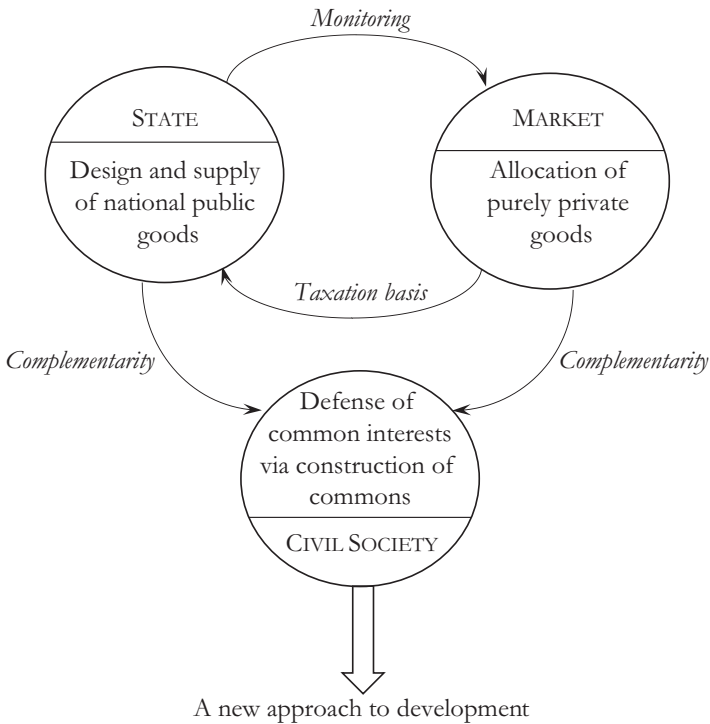 Monitoring
STATE
Design and supply
of national public
goods
MARKET
Allocation of
purely private
goods
Taxation basis
Complementarity
Complementarity
Defense of
common interests
via construction of
commons
CIVIL SOCIETY
A new approach to development